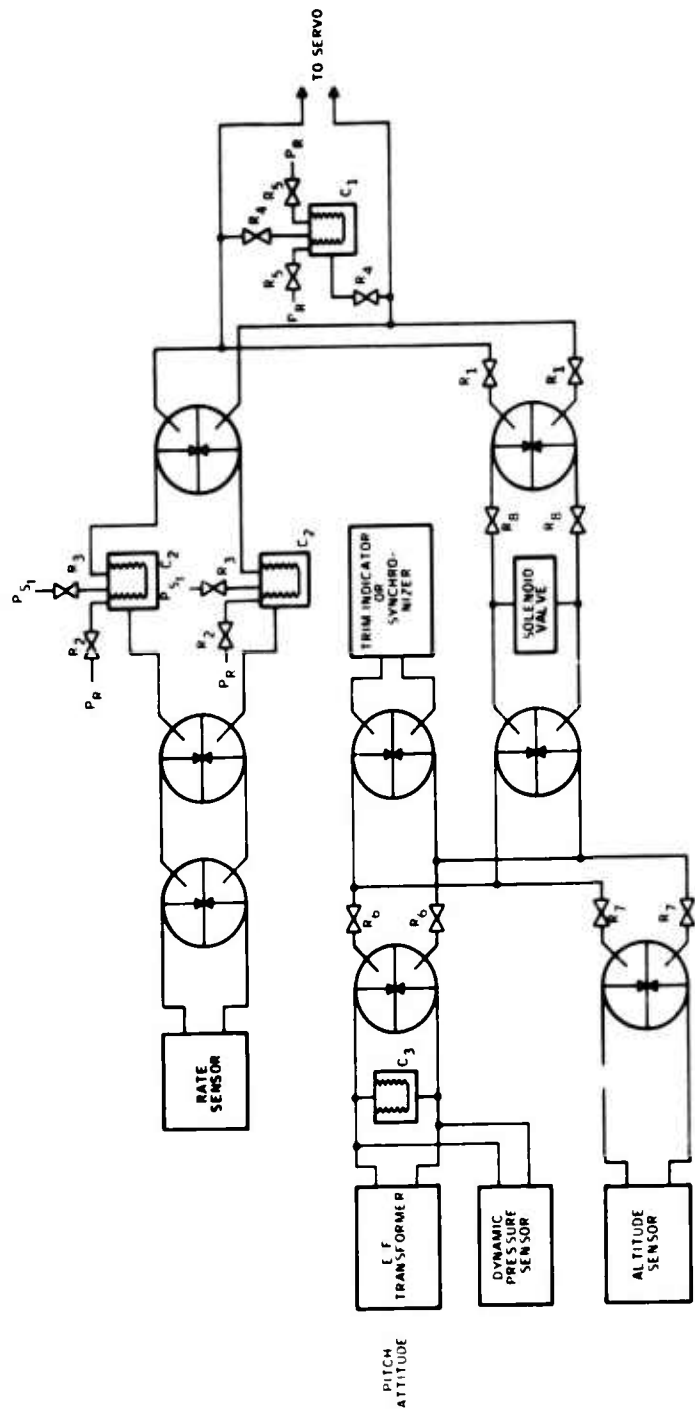 TO SERVO
R4
R5
PR
C1
R5
PR
R4
PS1
R3
C2
R2
PR
R3
PS1
C2
R2
PR
R1
R1
RATE
SENSOR
TRIM INDICATOR
OR
SYNCHRO-
NIZER
R8
R8
SOLENOID
VALVE
R6
R6
C3
PITCH
ATTITUDE
E F
TRANSFORMER
DYNAMIC
PRESSURE
SENSOR
R7
R7
ALTITUDE
SENSOR